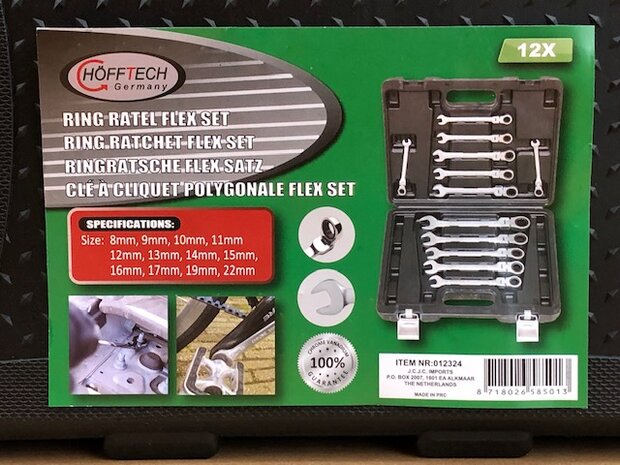 HÖFFTECH
Germany
12X
RING RATEL FLEX SET
RING RATCHET FLEX SET
RINGRATSCHE FLEX SATZ
CLÉ À CLIQUET POLYGONALE FLEX SET
SPECIFICATIONS:
Size: 8mm, 9mm, 10mm, 11mm
12mm, 13mm, 14mm, 15mm,
16mm, 17mm, 19mm, 22mm
CHROME VANADIUM
100%
GUARANTEE
ITEM NR:012324
J.C.J.C. IMPORTS
P.O. BOX 2007, 1801 EA ALKMAAR
THE NETHERLANDS
MADE IN PRC
8 718026 585013